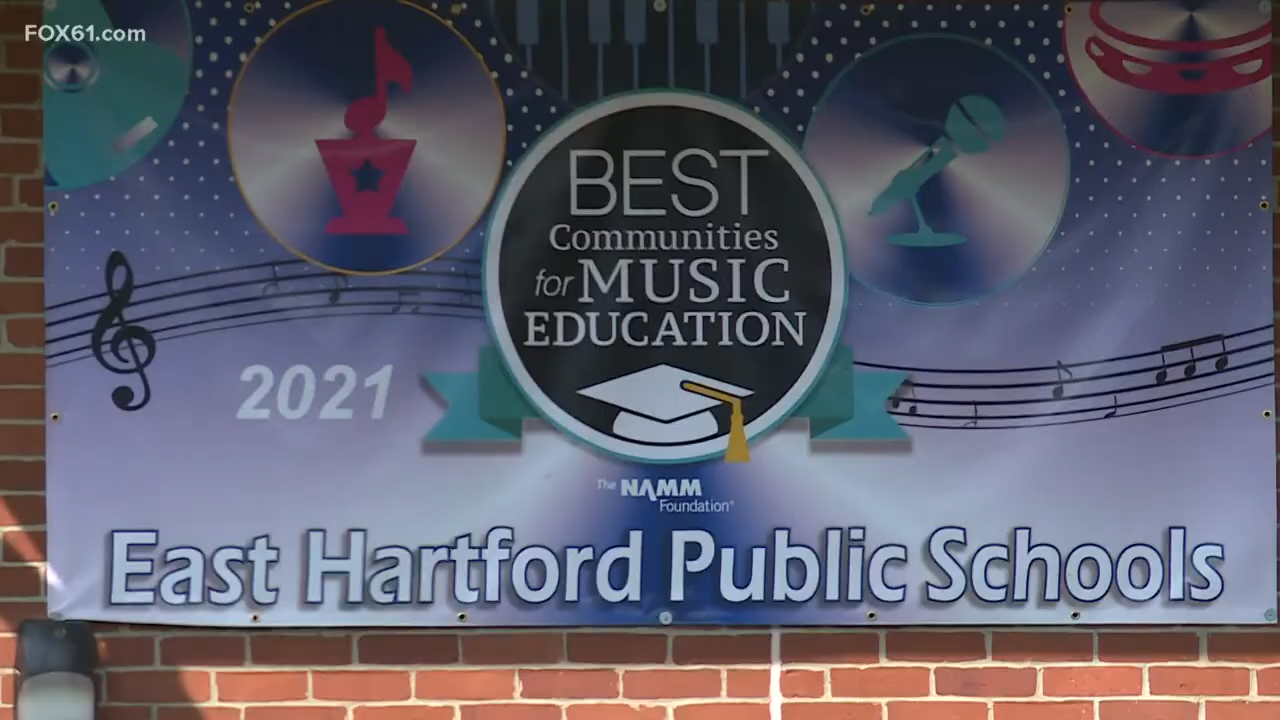 FOX61.com
BEST
Communities
for MUSIC
EDUCATION
2021
The NAMM
Foundation®
East Hartford Public Schools